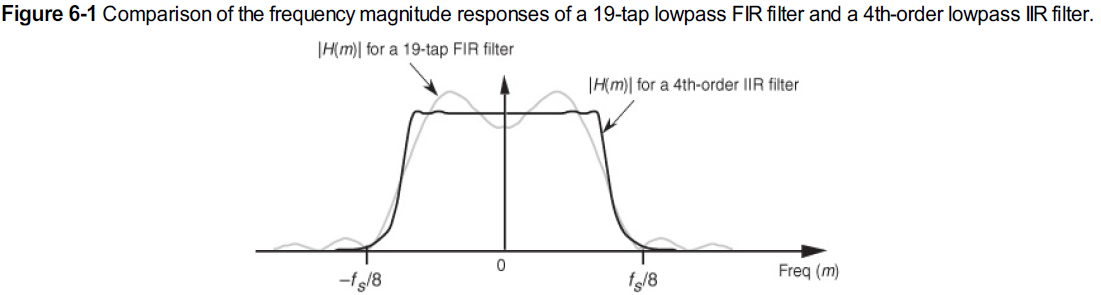 Figure 6-1 Comparison of the frequency magnitude responses of a 19-tap lowpass FIR filter and a 4th-order lowpass IIR filter.
|H(m)| for a 19-tap FIR filter
|H(m)| for a 4th-order IIR filter
0
Freq (m)
–fs/8
fs/8